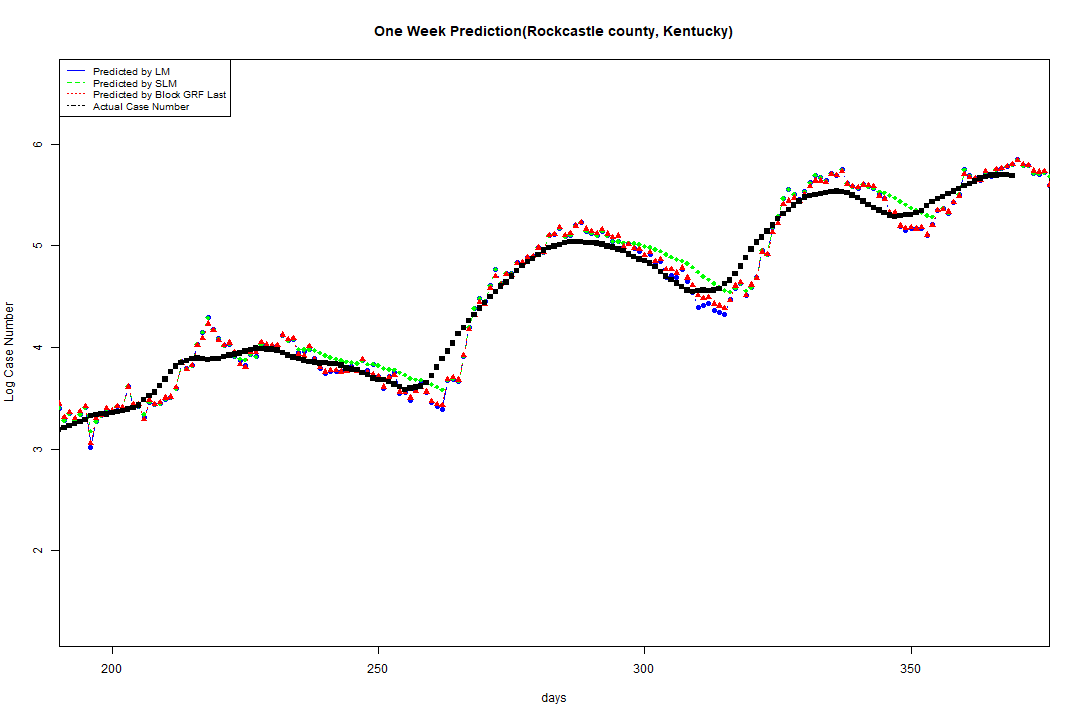 One Week Prediction(Rockcastle county, Kentucky)
Predicted by LM
Predicted by SLM
Predicted by Block GRF Last
Actual Case Number
6
5
4
3
2
Log Case Number
200
250
300
350
days